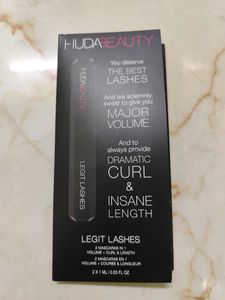 HUDABEAUTY
You deserve
THE BEST
LASHES
And we solemnly
swear to give you
MAJOR
VOLUME
And to
always provide
DRAMATIC
CURL
&
INSANE
LENGTH
HUDABEAUTY
LEGIT LASHES
LEGIT LASHES
2 MASCARAS IN 1
VOLUME + CURL & LENGTH
2 MASCARAS EN 1
VOLUME + COURBE & LONGUEUR
2 X 1 ML / 0.03 FL. OZ.